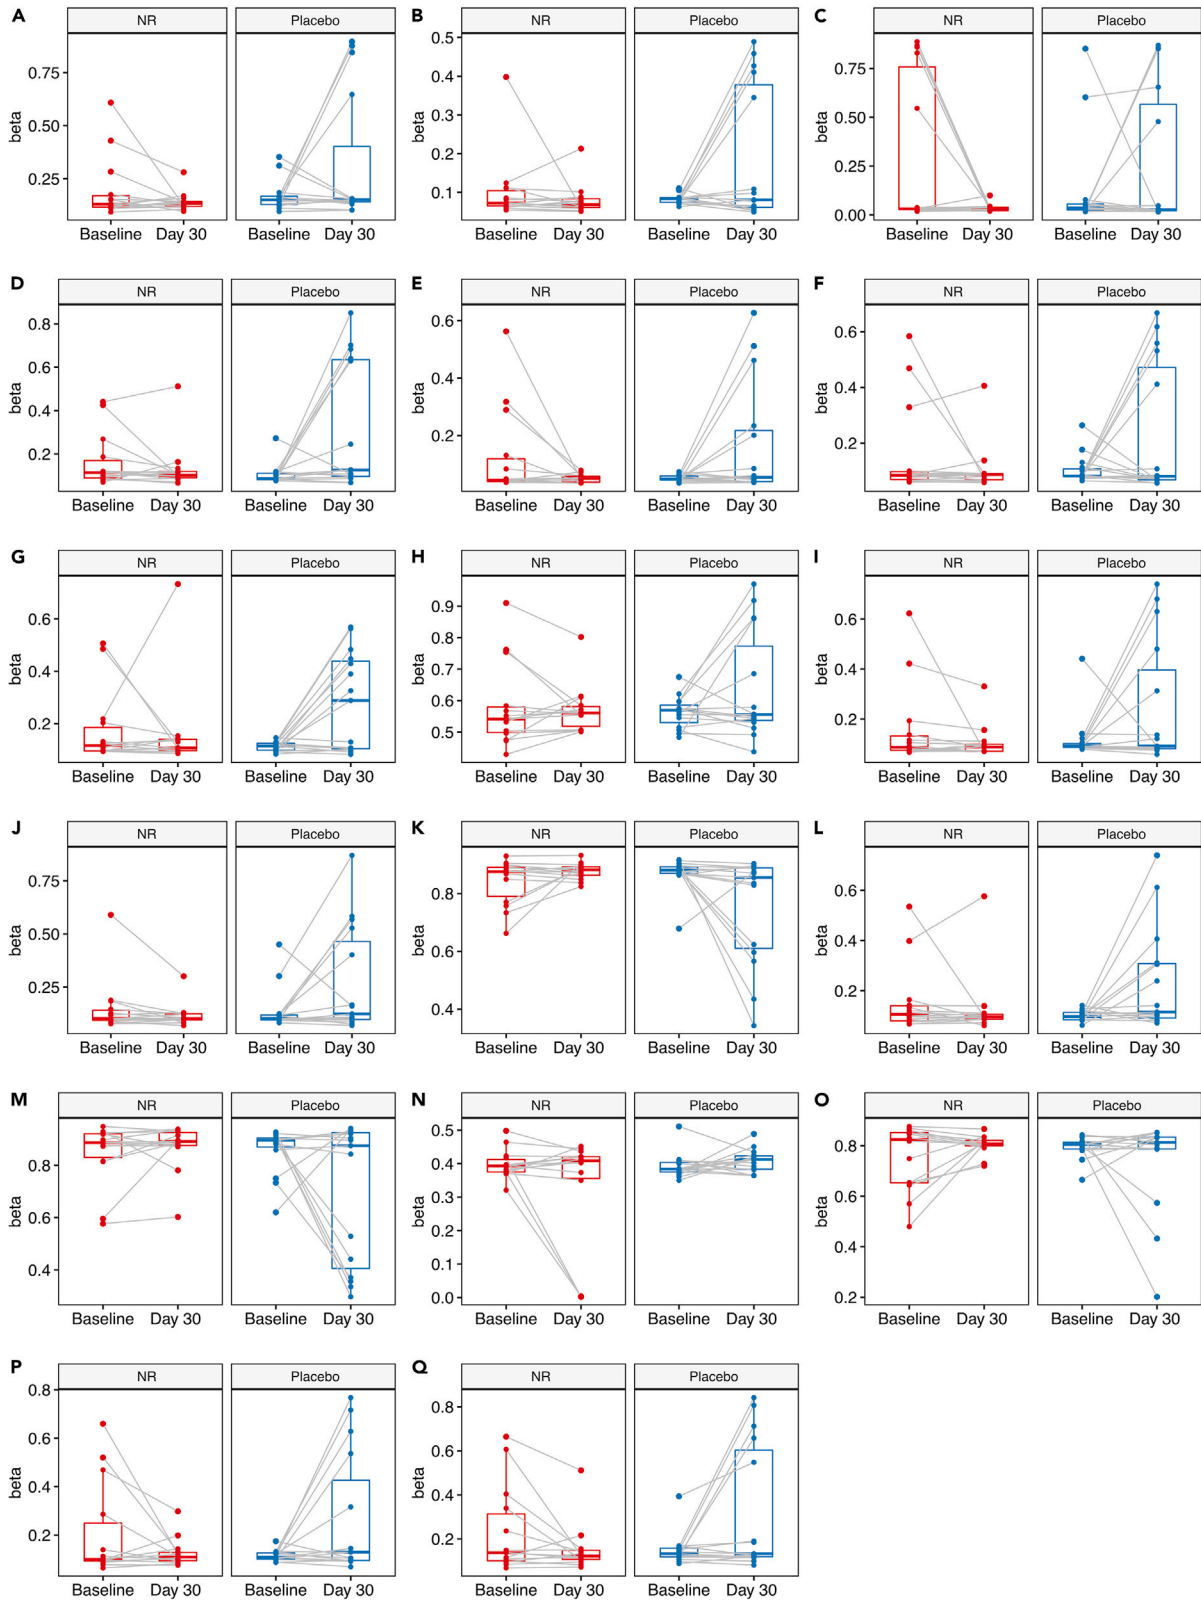 A
NR Placebo
beta
0.75
0.50
0.25
Baseline Day 30 Baseline Day 30
B
NR Placebo
beta
0.5
0.4
0.3
0.2
0.1
Baseline Day 30 Baseline Day 30
C
NR Placebo
beta
0.75
0.50
0.25
0.00
Baseline Day 30 Baseline Day 30
D
NR Placebo
beta
0.8
0.6
0.4
0.2
Baseline Day 30 Baseline Day 30
E
NR Placebo
beta
0.6
0.4
0.2
Baseline Day 30 Baseline Day 30
F
NR Placebo
beta
0.6
0.4
0.2
Baseline Day 30 Baseline Day 30
G
NR Placebo
beta
0.6
0.4
0.2
Baseline Day 30 Baseline Day 30
H
NR Placebo
beta
0.9
0.8
0.7
0.6
0.5
Baseline Day 30 Baseline Day 30
I
NR Placebo
beta
0.6
0.4
0.2
Baseline Day 30 Baseline Day 30
J
NR Placebo
beta
0.75
0.50
0.25
Baseline Day 30 Baseline Day 30
K
NR Placebo
beta
0.8
0.6
0.4
Baseline Day 30 Baseline Day 30
L
NR Placebo
beta
0.6
0.4
0.2
Baseline Day 30 Baseline Day 30
M
NR Placebo
beta
0.8
0.6
0.4
Baseline Day 30 Baseline Day 30
N
NR Placebo
beta
0.5
0.4
0.3
0.2
0.1
0.0
Baseline Day 30 Baseline Day 30
O
NR Placebo
beta
0.8
0.6
0.4
0.2
Baseline Day 30 Baseline Day 30
P
NR Placebo
beta
0.8
0.6
0.4
0.2
Baseline Day 30 Baseline Day 30
Q
NR Placebo
beta
0.8
0.6
0.4
0.2
Baseline Day 30 Baseline Day 30